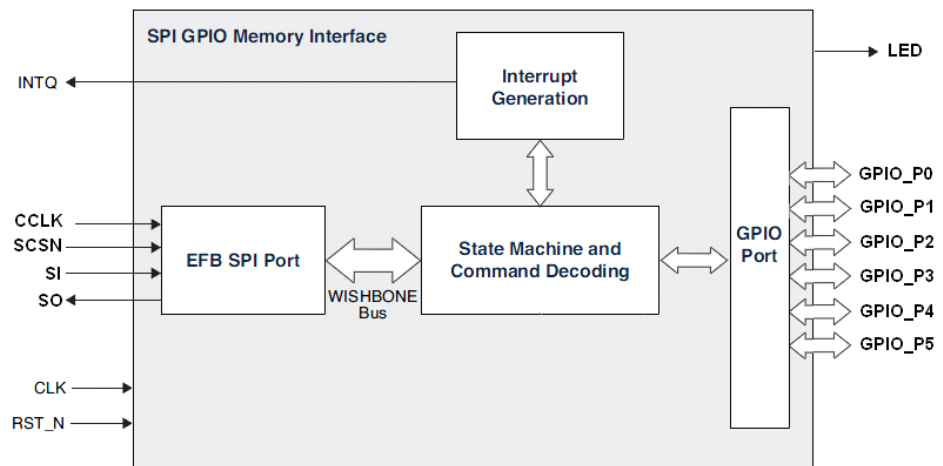 SPI GPIO Memory Interface
LED
INTQ
Interrupt
Generation
GPIO_P0
CCLK
GPIO_P1
SCSN
EFB SPI Port
State Machine and
Command Decoding
GPIO
Port
GPIO_P2
SI
GPIO_P3
SO
WISHBONE
Bus
GPIO_P4
GPIO_P5
CLK
RST_N